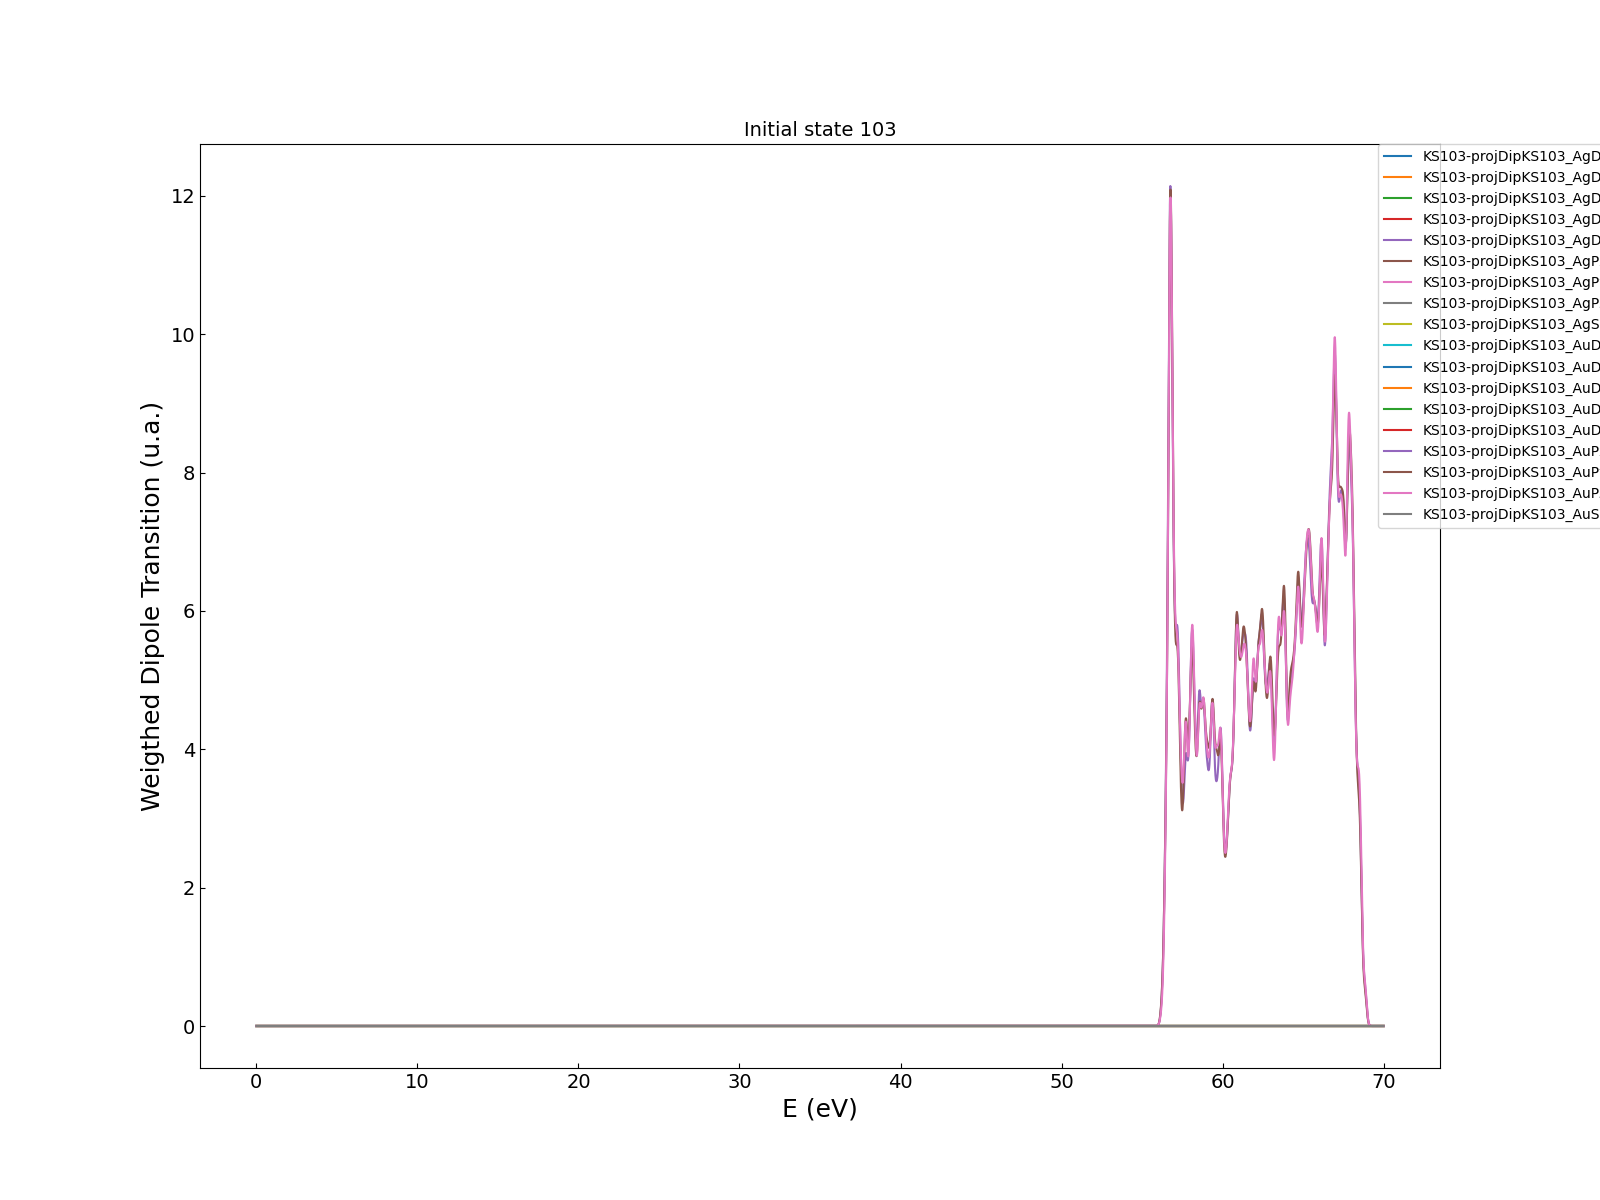 Initial state 103
KS103-projDipKS103_AgD
KS103-projDipKS103_AgD
KS103-projDipKS103_AgD
KS103-projDipKS103_AgD
KS103-projDipKS103_AgD
KS103-projDipKS103_AgP
KS103-projDipKS103_AgP
KS103-projDipKS103_AgP
KS103-projDipKS103_AgS
KS103-projDipKS103_AuD
KS103-projDipKS103_AuD
KS103-projDipKS103_AuD
KS103-projDipKS103_AuD
KS103-projDipKS103_AuD
KS103-projDipKS103_AuP
KS103-projDipKS103_AuP
KS103-projDipKS103_AuP
KS103-projDipKS103_AuS
Weigthed Dipole Transition (u.a.)
12
10
8
6
4
2
0
0 10 20 30 40 50 60 70
E (eV)